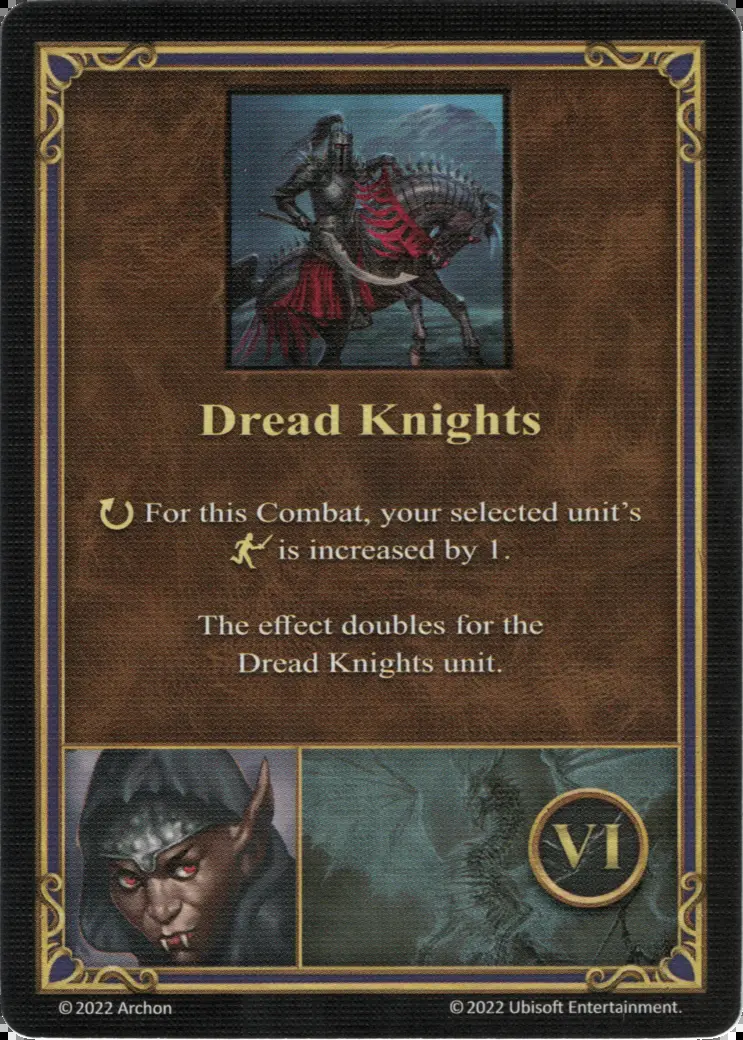 Dread Knights
For this Combat, your selected unit's
is increased by 1.
The effect doubles for the
Dread Knights unit.
VI
© 2022 Archon
© 2022 Ubisoft Entertainment.